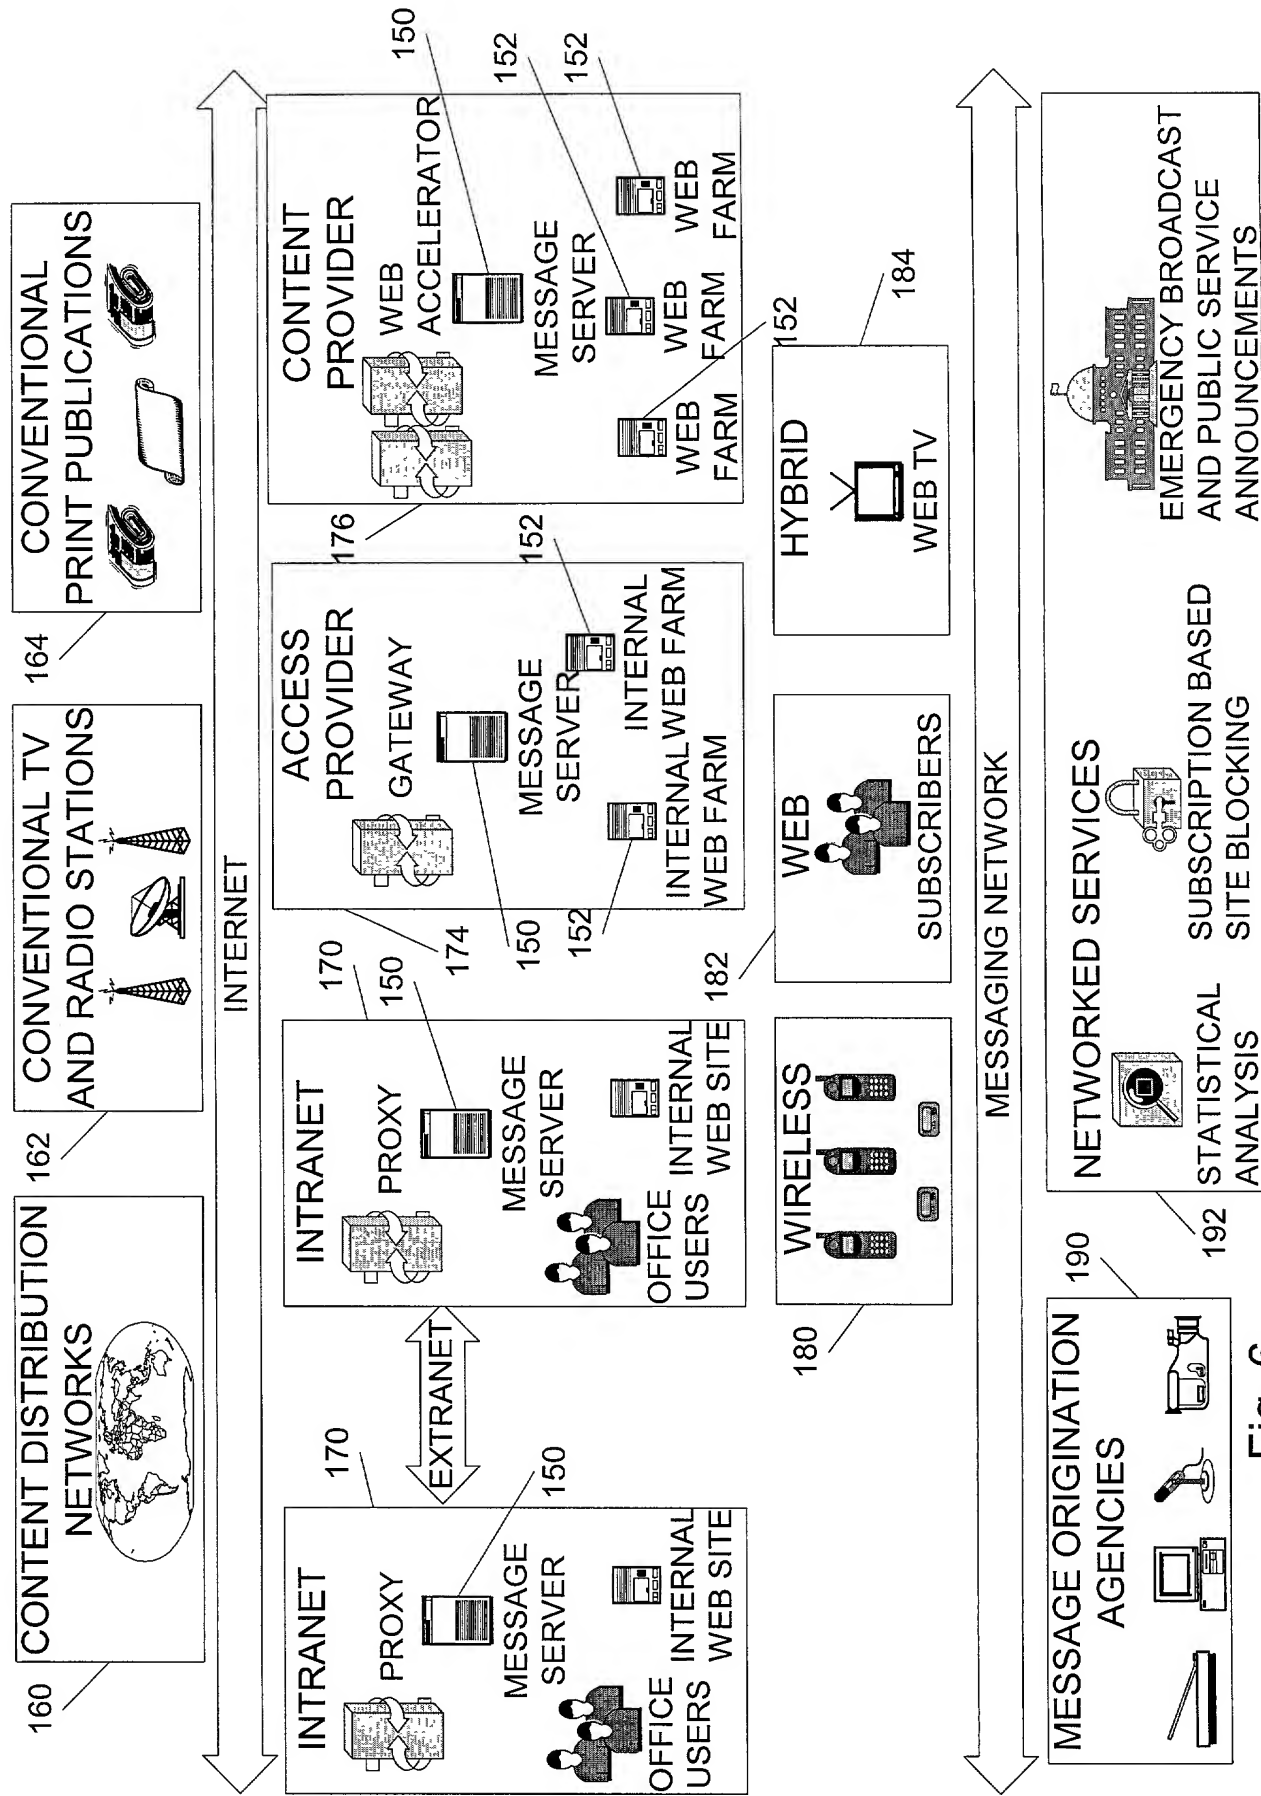 160
CONTENT DISTRIBUTION
NETWORKS
162
CONVENTIONAL TV
AND RADIO STATIONS
164
CONVENTIONAL
PRINT PUBLICATIONS
INTERNET
INTRANET
170
PROXY
150
MESSAGE
SERVER
OFFICE
USERS
INTERNAL
WEB SITE
EXTRANET
INTRANET
170
PROXY
150
MESSAGE
SERVER
OFFICE
USERS
INTERNAL
WEB SITE
174
ACCESS
PROVIDER
GATEWAY
150
MESSAGE
SERVER
152
INTERNAL
WEB FARM
152
INTERNAL
WEB FARM
176
CONTENT
PROVIDER
WEB
ACCELERATOR
150
MESSAGE
SERVER
152
152
152
WEB
FARM
WEB
FARM
WEB
FARM
180
WIRELESS
182
WEB
SUBSCRIBERS
184
HYBRID
WEB TV
MESSAGING NETWORK
190
MESSAGE ORIGINATION
AGENCIES
192
NETWORKED SERVICES
STATISTICAL
ANALYSIS
SUBSCRIPTION BASED
SITE BLOCKING
EMERGENCY BROADCAST
AND PUBLIC SERVICE
ANNOUNCEMENTS
Fig. 6